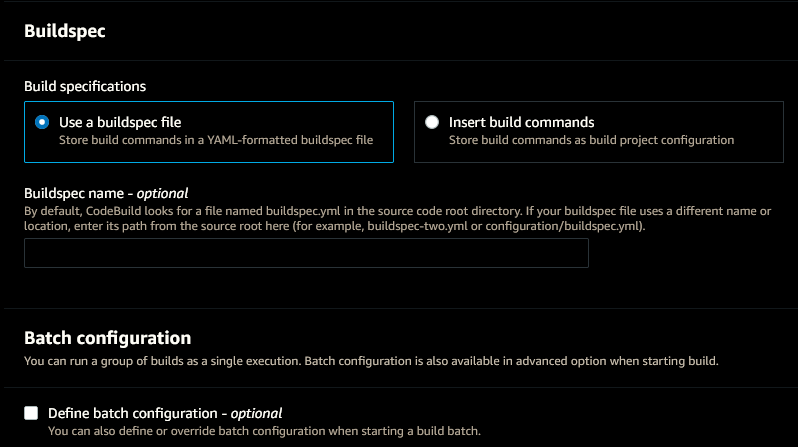 Buildspec
Build specifications
Use a buildspec file
Store build commands in a YAML-formatted buildspec file
Insert build commands
Store build commands as build project configuration
Buildspec name - optional
By default, CodeBuild looks for a file named buildspec.yml in the source code root directory. If your buildspec file uses a different name or
location, enter its path from the source root here (for example, buildspec-two.yml or configuration/buildspec.yml).
Batch configuration
You can run a group of builds as a single execution. Batch configuration is also available in advanced option when starting build.
Define batch configuration - optional
You can also define or override batch configuration when starting a build batch.